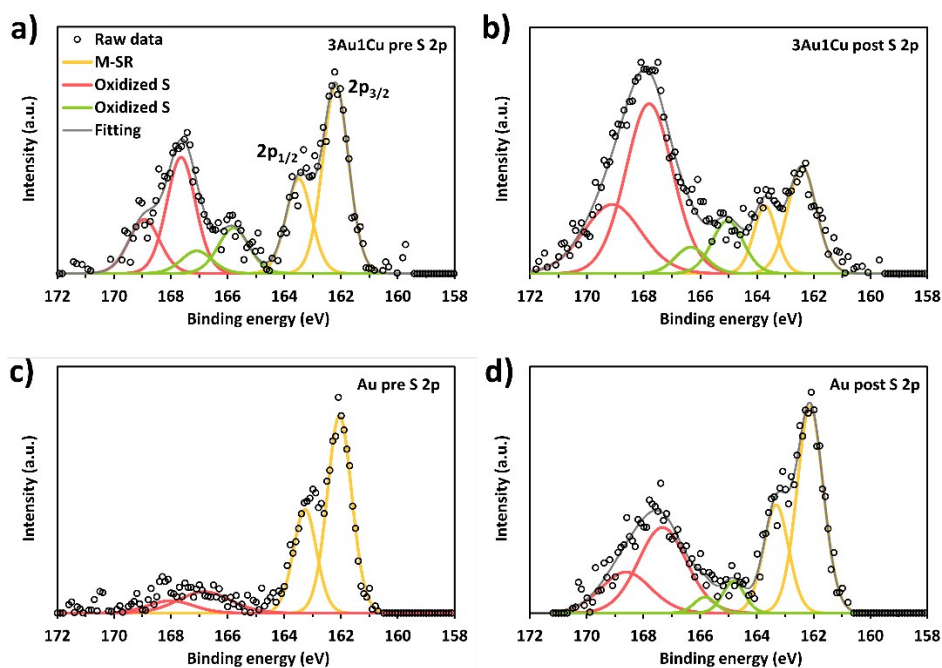 a)
Raw data
M-SR
Oxidized S
Oxidized S
Fitting
3Au1Cu pre S 2p
2p3/2
2p1/2
Intensity (a.u.)
172 170 168 166 164 162 160 158
Binding energy (eV)
b)
3Au1Cu post S 2p
Intensity (a.u.)
172 170 168 166 164 162 160 158
Binding energy (eV)
c)
Au pre S 2p
Intensity (a.u.)
172 170 168 166 164 162 160 158
Binding energy (eV)
d)
Au post S 2p
Intensity (a.u.)
172 170 168 166 164 162 160 158
Binding energy (eV)